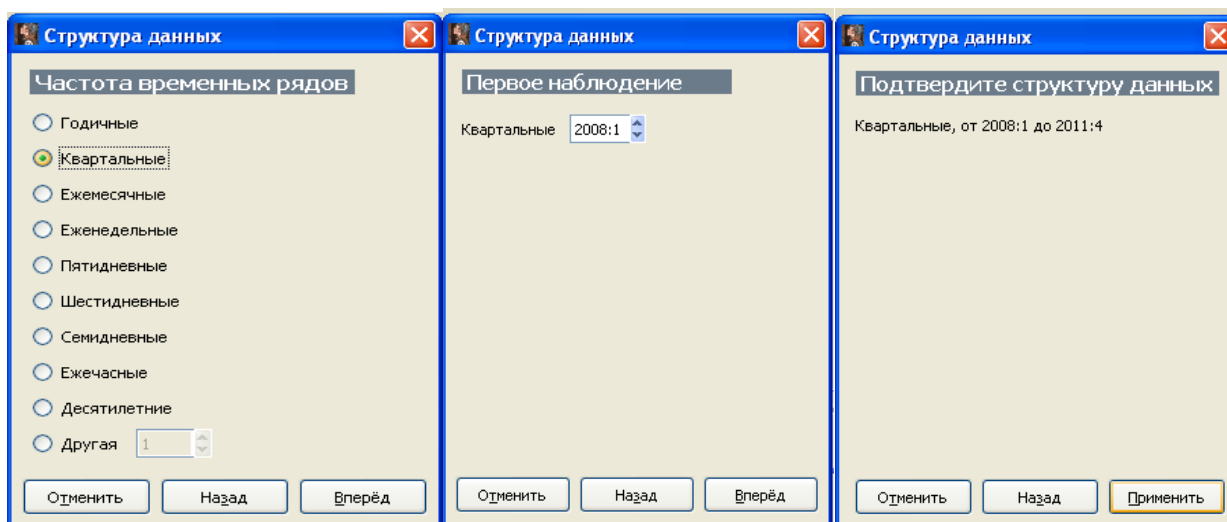 Структура данных
Частота временных рядов
Годичные
Квартальные
Ежемесячные
Еженедельные
Пятидневные
Шестидневные
Семидневные
Ежечасные
Десятилетние
Другая 1
Отменить Назад Вперёд
Структура данных
Первое наблюдение
Квартальные 2008:1
Отменить Назад Вперёд
Структура данных
Подтвердите структуру данных
Квартальные, от 2008:1 до 2011:4
Отменить Назад Применить